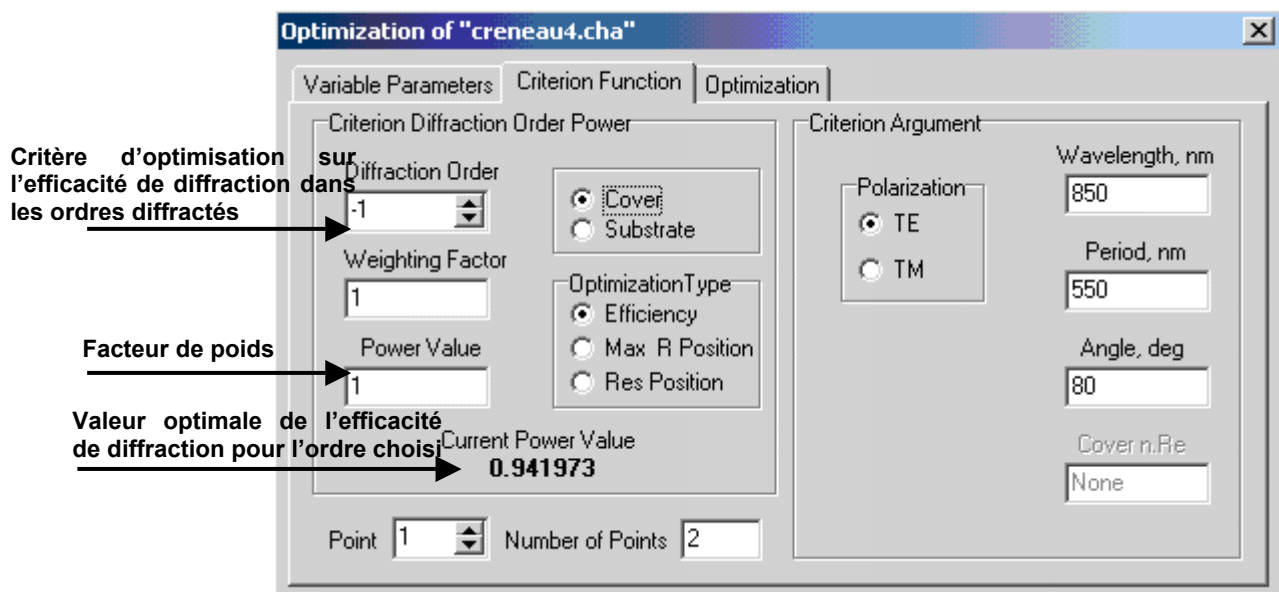 Optimization of "creneau4.cha"
Variable Parameters
Criterion Function
Optimization
Criterion Diffraction Order Power
Critère d'optimisation sur
l'efficacité de diffraction dans
les ordres diffractés
Diffraction Order
-1
Cover
Substrate
Weighting Factor
1
OptimizationType
Efficiency
Max R Position
Res Position
Facteur de poids
Power Value
1
Valeur optimale de l'efficacité
de diffraction pour l'ordre choisi
Current Power Value
0.941973
Point 1
Number of Points 2
Criterion Argument
Polarization
TE
TM
Wavelength, nm
850
Period, nm
550
Angle, deg
80
Cover n.Re
None